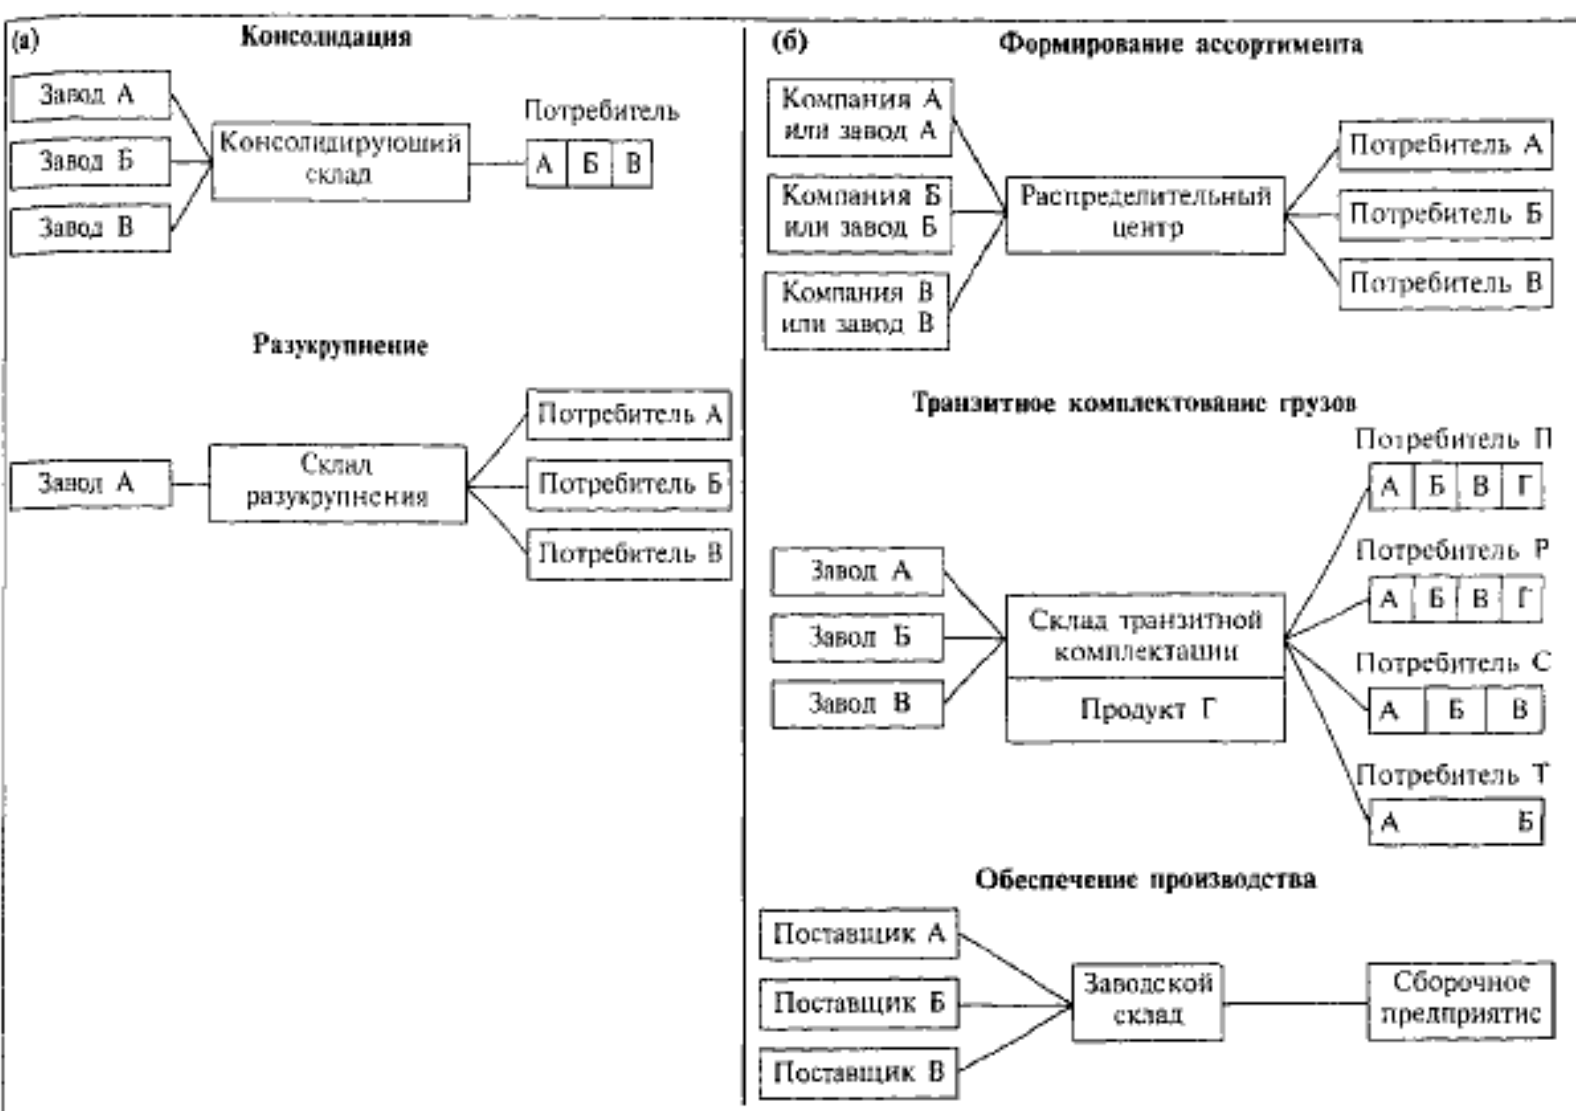 (а)
Консолидация
Завод А
Завод Б
Завод В
Консолидирующий
склад
Потребитель
А Б В
Разукрупнение
Завод А
Склад
разукрупнения
Потребитель А
Потребитель Б
Потребитель В
(б)
Формирование ассортимента
Компания А
или завод А
Компания Б
или завод Б
Компания В
или завод В
Распределительный
центр
Потребитель А
Потребитель Б
Потребитель В
Транзитное комплектование грузов
Завод А
Завод Б
Завод В
Склад транзитной
комплектации
Продукт Г
Потребитель П
А Б В Г
Потребитель Р
А Б В Г
Потребитель С
А Б В
Потребитель Т
А Б
Обеспечение производства
Поставщик А
Поставщик Б
Поставщик В
Заводской
склад
Сборочное
предприятие